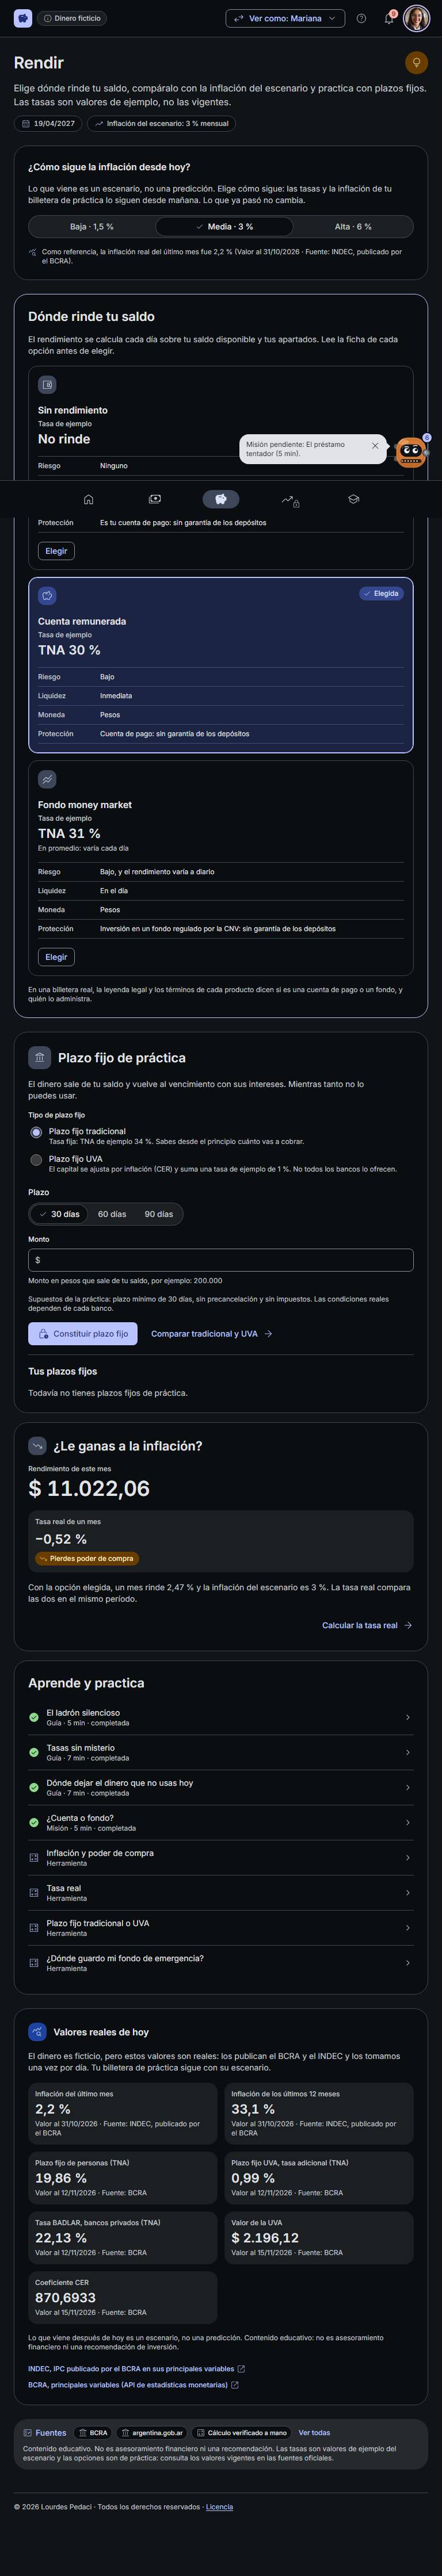 Dinero ficticio
Ver como: Mariana
Rendir
Elige dónde rinde tu saldo, compáralo con la inflación del escenario y practica con plazos fijos.
Las tasas son valores de ejemplo, no las vigentes.
19/04/2027
Inflación del escenario: 3 % mensual
¿Cómo sigue la inflación desde hoy?
Lo que viene es un escenario, no una predicción. Elige cómo sigue: las tasas y la inflación de tu
billetera de práctica lo siguen desde mañana. Lo que ya pasó no cambia.
Baja · 1,5 %
Media · 3 %
Alta · 6 %
Como referencia, la inflación real del último mes fue 2,2 % (Valor al 31/10/2026 · Fuente: INDEC, publicado por
el BCRA).
Dónde rinde tu saldo
El rendimiento se calcula cada día sobre tu saldo disponible y tus apartados. Lee la ficha de cada
opción antes de elegir.
Sin rendimiento
Tasa de ejemplo
No rinde
Misión pendiente: El préstamo
tentador (5 min).
6
Riesgo
Ninguno
Protección
Es tu cuenta de pago: sin garantía de los depósitos
Elegir
Elegida
Cuenta remunerada
Tasa de ejemplo
TNA 30 %
Riesgo
Bajo
Liquidez
Inmediata
Moneda
Pesos
Protección
Cuenta de pago: sin garantía de los depósitos
Fondo money market
Tasa de ejemplo
TNA 31 %
En promedio: varía cada día
Riesgo
Bajo, y el rendimiento varía a diario
Liquidez
En el día
Moneda
Pesos
Protección
Inversión en un fondo regulado por la CNV: sin garantía de los depósitos
Elegir
En una billetera real, la leyenda legal y los términos de cada producto dicen si es una cuenta de pago o un fondo, y
quién lo administra.
Plazo fijo de práctica
El dinero sale de tu saldo y vuelve al vencimiento con sus intereses. Mientras tanto no lo
puedes usar.
Tipo de plazo fijo
Plazo fijo tradicional
Tasa fija: TNA de ejemplo 34 %. Sabes desde el principio cuánto vas a cobrar.
Plazo fijo UVA
El capital se ajusta por inflación (CER) y suma una tasa de ejemplo de 1 %. No todos los bancos lo ofrecen.
Plazo
30 días
60 días
90 días
Monto
$
Monto en pesos que sale de tu saldo, por ejemplo: 200.000
Supuestos de la práctica: plazo mínimo de 30 días, sin precancelación y sin impuestos. Las condiciones reales
dependen de cada banco.
Constituir plazo fijo
Comparar tradicional y UVA
Tus plazos fijos
Todavía no tienes plazos fijos de práctica.
¿Le ganas a la inflación?
Rendimiento de este mes
$ 11.022,06
Tasa real de un mes
−0,52 %
Pierdes poder de compra
Con la opción elegida, un mes rinde 2,47 % y la inflación del escenario es 3 %. La tasa real compara
las dos en el mismo período.
Calcular la tasa real
Aprende y practica
El ladrón silencioso
Guía · 5 min · completada
Tasas sin misterio
Guía · 7 min · completada
Dónde dejar el dinero que no usas hoy
Guía · 7 min · completada
¿Cuenta o fondo?
Misión · 5 min · completada
Inflación y poder de compra
Herramienta
Tasa real
Herramienta
Plazo fijo tradicional o UVA
Herramienta
¿Dónde guardo mi fondo de emergencia?
Herramienta
Valores reales de hoy
El dinero es ficticio, pero estos valores son reales: los publican el BCRA y el INDEC y los tomamos
una vez por día. Tu billetera de práctica sigue con su escenario.
Inflación del último mes
2,2 %
Valor al 31/10/2026 · Fuente: INDEC, publicado por
el BCRA
Inflación de los últimos 12 meses
33,1 %
Valor al 31/10/2026 · Fuente: INDEC, publicado por
el BCRA
Plazo fijo de personas (TNA)
19,86 %
Valor al 12/11/2026 · Fuente: BCRA
Plazo fijo UVA, tasa adicional (TNA)
0,99 %
Valor al 12/11/2026 · Fuente: BCRA
Tasa BADLAR, bancos privados (TNA)
22,13 %
Valor al 12/11/2026 · Fuente: BCRA
Valor de la UVA
$ 2.196,12
Valor al 15/11/2026 · Fuente: BCRA
Coeficiente CER
870,6933
Valor al 15/11/2026 · Fuente: BCRA
Lo que viene después de hoy es un escenario, no una predicción. Contenido educativo: no es asesoramiento
financiero ni una recomendación de inversión.
INDEC, IPC publicado por el BCRA en sus principales variables
BCRA, principales variables (API de estadísticas monetarias)
Fuentes
BCRA
argentina.gob.ar
Cálculo verificado a mano
Ver todas
Contenido educativo. No es asesoramiento financiero ni una recomendación. Las tasas son valores de ejemplo del
escenario y las opciones son de práctica: consulta los valores vigentes en las fuentes oficiales.
© 2026 Lourdes Pedaci · Todos los derechos reservados · Licencia